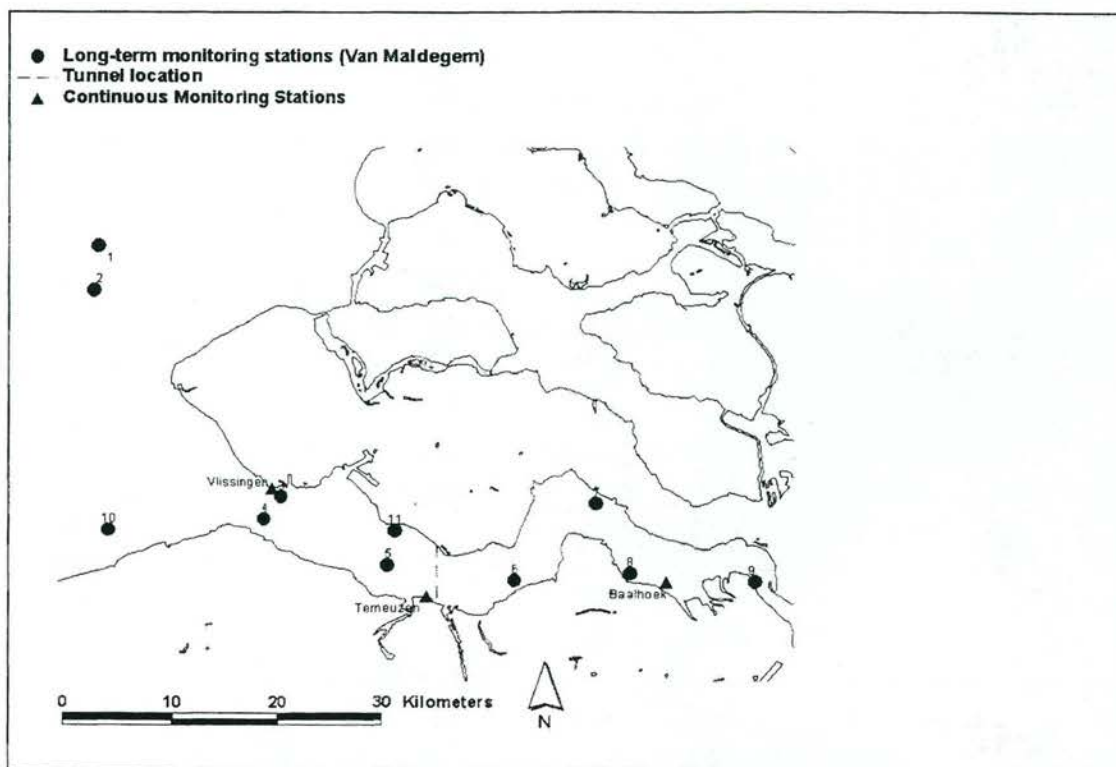 Long-term monitoring stations (Van Maldegem)
Tunnel location
Continuous Monitoring Stations
1
2
Vlissingen
4
10
11
5
6
8
9
Baalhoek
Terneuzen
0 10 20 30 Kilometers
N